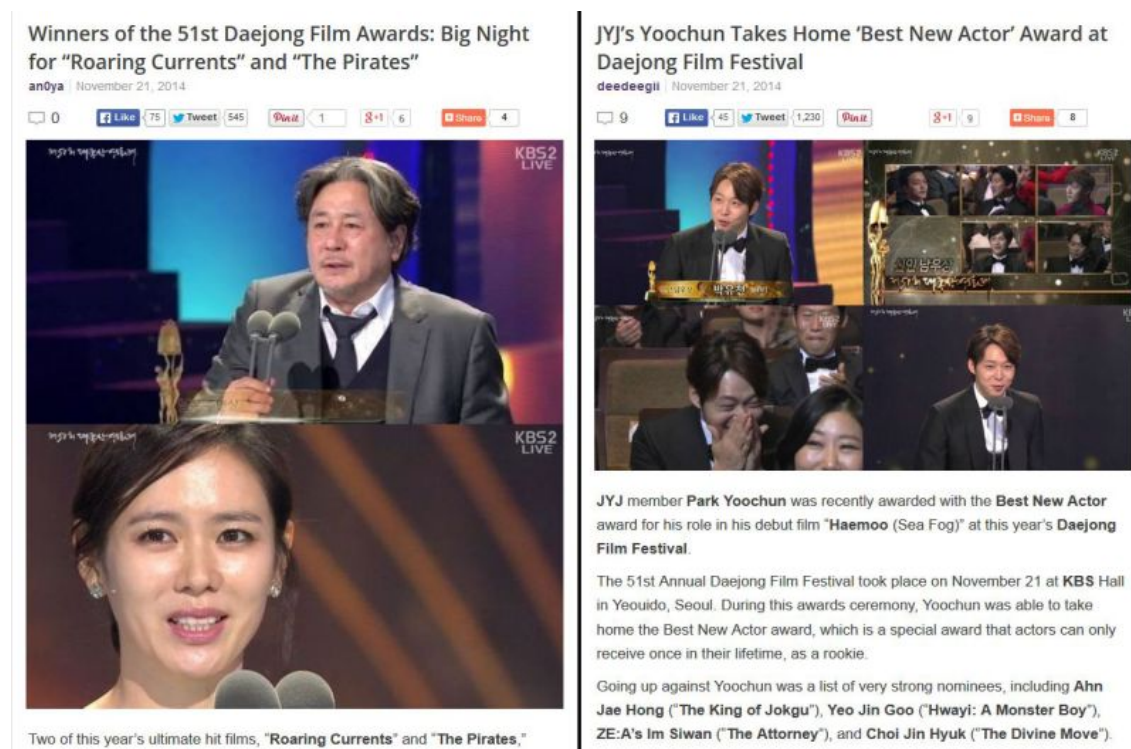 Winners of the 51st Daejong Film Awards: Big Night
for “Roaring Currents” and “The Pirates”
an0ya November 21, 2014
0 Like 75 Tweet 545 Pin it 1 g+1 6 Share 4
KBS2
LIVE
KBS2
LIVE
Two of this year's ultimate hit films, “Roaring Currents” and “The Pirates,”
JYJ's Yoochun Takes Home ‘Best New Actor’ Award at
Daejong Film Festival
deedeegii November 21, 2014
9 Like 45 Tweet 1,230 Pin it g+1 9 Share 8
박유천
신인 남우상
JYJ member Park Yoochun was recently awarded with the Best New Actor
award for his role in his debut film “Haemoo (Sea Fog)” at this year's Daejong
Film Festival.
The 51st Annual Daejong Film Festival took place on November 21 at KBS Hall
in Yeouido, Seoul. During this awards ceremony, Yoochun was able to take
home the Best New Actor award, which is a special award that actors can only
receive once in their lifetime, as a rookie.
Going up against Yoochun was a list of very strong nominees, including Ahn
Jae Hong (“The King of Jokgu”), Yeo Jin Goo (“Hwayi: A Monster Boy”),
ZE:A's Im Siwan (“The Attorney”), and Choi Jin Hyuk (“The Divine Move”).